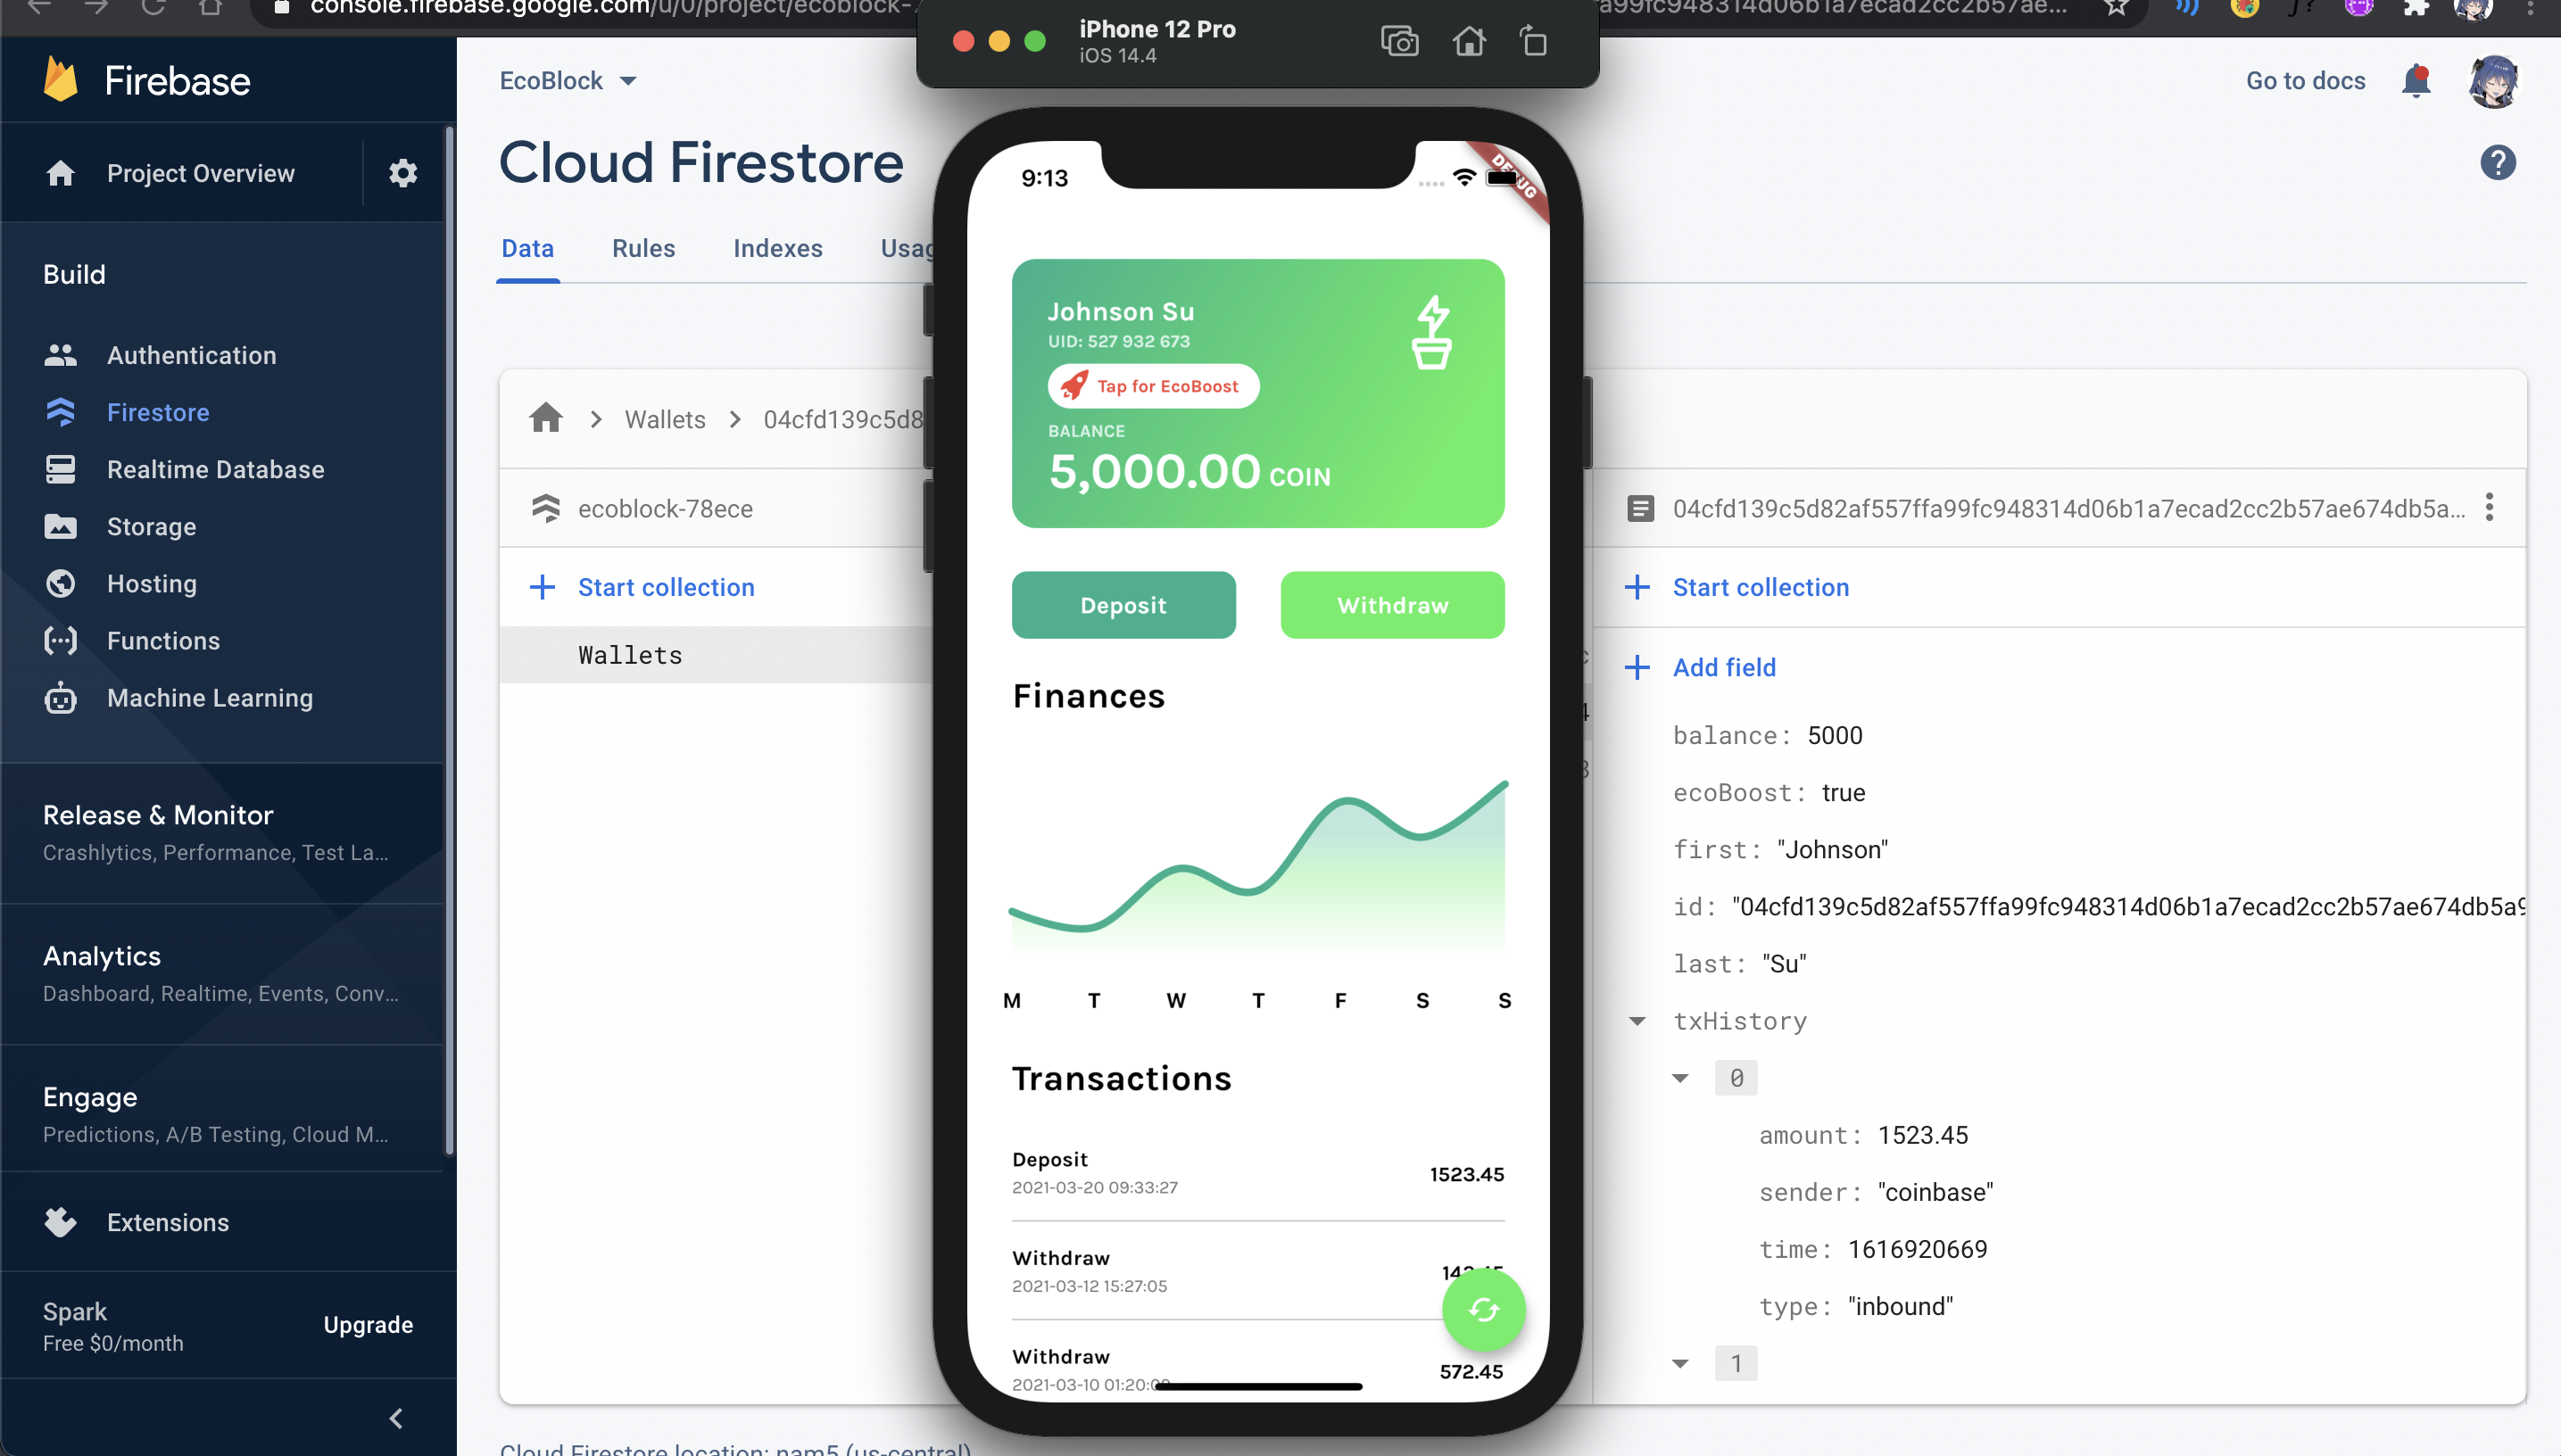 console.firebase.google.com/u/0/project/ecoblock-
a99fc948314d06b1a7ecad2cc2b57ae...
iPhone 12 Pro
iOS 14.4
Firebase
Project Overview
Build
Authentication
Firestore
Realtime Database
Storage
Hosting
Functions
Machine Learning
Release & Monitor
Crashlytics, Performance, Test La...
Analytics
Dashboard, Realtime, Events, Conv...
Engage
Predictions, A/B Testing, Cloud M...
Extensions
Spark
Free $0/month
Upgrade
EcoBlock
Go to docs
Cloud Firestore
Data
Rules
Indexes
Usag
Wallets
04cfd139c5d8
ecoblock-78ece
Start collection
Wallets
Cloud Firestore location: nam5 (us-central)
9:13
DEBUG
Johnson Su
UID: 527 932 673
Tap for EcoBoost
BALANCE
5,000.00 COIN
Deposit
Withdraw
Finances
M T W T F S S
Transactions
Deposit
2021-03-20 09:33:27
1523.45
Withdraw
2021-03-12 15:27:05
Withdraw
2021-03-10 01:20:
572.45
04cfd139c5d82af557ffa99fc948314d06b1a7ecad2cc2b57ae674db5a...
Start collection
Add field
balance: 5000
ecoBoost: true
first: "Johnson"
id: "04cfd139c5d82af557ffa99fc948314d06b1a7ecad2cc2b57ae674db5a9
last: "Su"
txHistory
0
amount: 1523.45
sender: "coinbase"
time: 1616920669
type: "inbound"
1